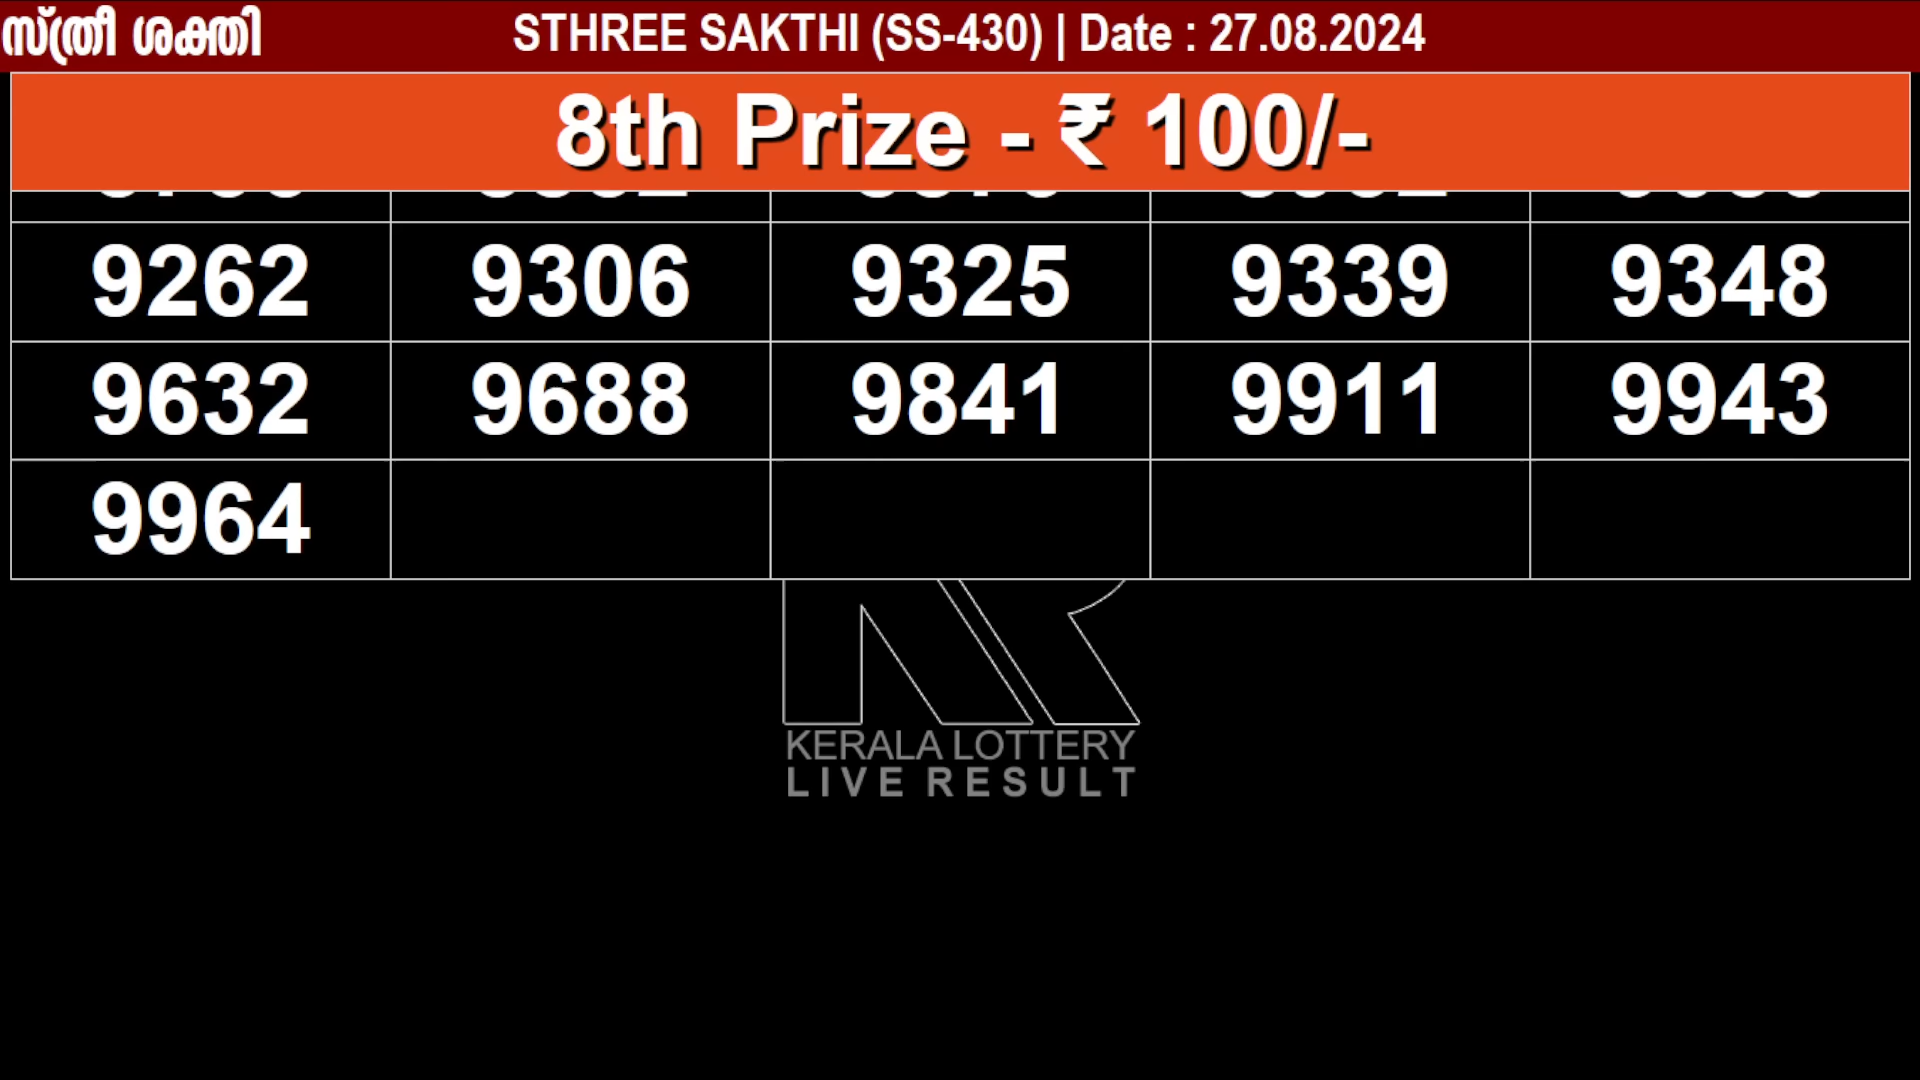 സ്ത്രീ ശക്തി STHREE SAKTHI (SS-430) | Date : 27.08.2024
8th Prize - ₹ 100/-
9262 9306 9325 9339 9348
9632 9688 9841 9911 9943
9964
KERALA LOTTERY
LIVE RESULT